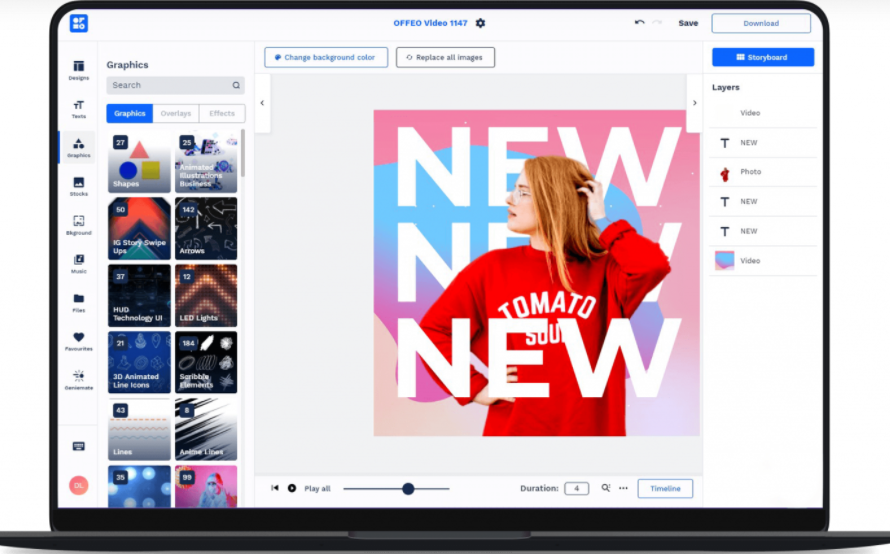 OFFEO Video 1147
Save
Download
Designs
Texts
Graphics
Stocks
Bkground
Music
Files
Favourites
Geniemate
OL
Graphics
Search
Graphics Overlays Effects
27
Shapes
25
Animated
Illustrations
Business
50
IG Story Swipe
Ups
142
Arrows
37
HUD
Technology UI
12
LED Lights
21
3D Animated
Line Icons
184
Scribble
Elements
43
Lines
8
Anime Lines
35
99
Change background color
Replace all images
NEW
NEW
NEW
TOMATO
SOUP
Play all
Duration: 4
Timeline
Storyboard
Layers
Video
NEW
Photo
NEW
NEW
Video